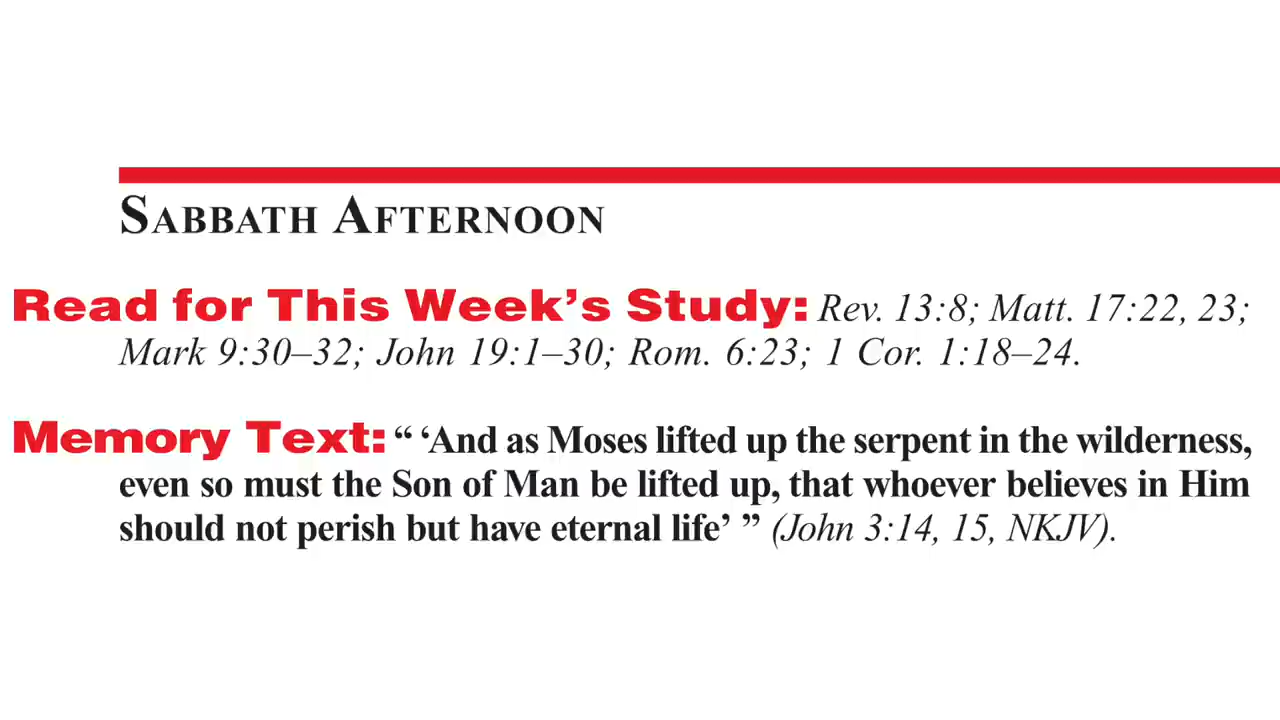 SABBATH AFTERNOON
Read for This Week’s Study: Rev. 13:8; Matt. 17:22, 23;
Mark 9:30–32; John 19:1–30; Rom. 6:23; 1 Cor. 1:18–24.
Memory Text: “ ‘And as Moses lifted up the serpent in the wilderness,
even so must the Son of Man be lifted up, that whoever believes in Him
should not perish but have eternal life’ ” (John 3:14, 15, NKJV).